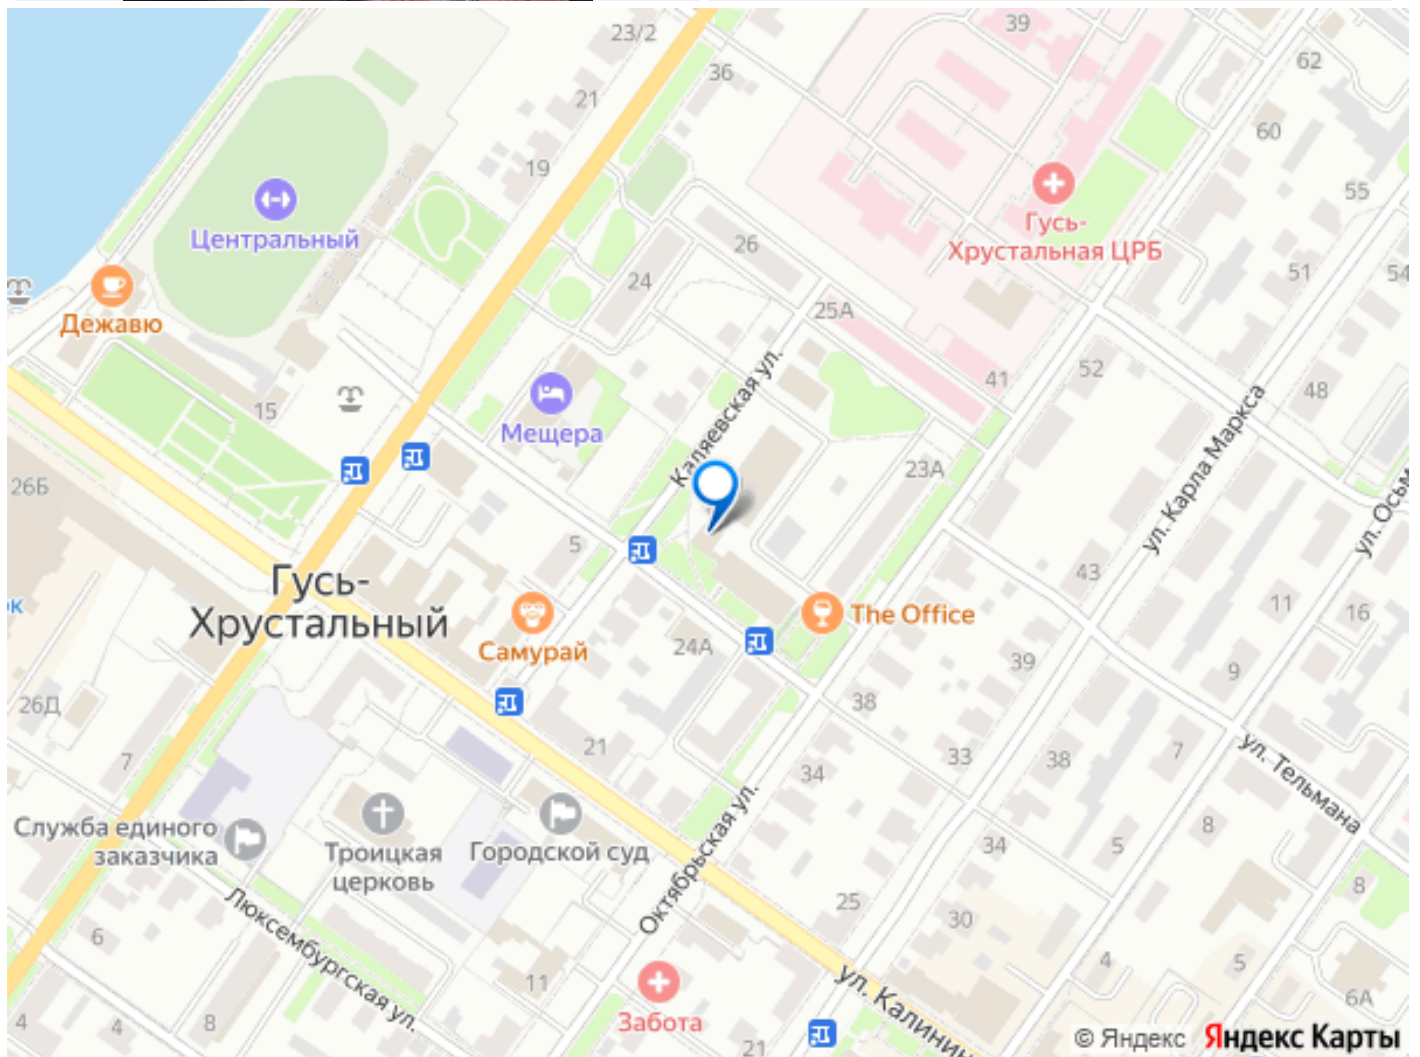 23/2
39
62
36
21
60
19
55
Гусь-
Хрустальная ЦРБ
Центральный
26
24
51
54
25А
Дежавю
52
41
48
15
Мещера
Каляевская ул.
ул. Карла Маркса
23А
26Б
ул. Осьм
5
43
Гусь-
Хрустальный
11
16
The Office
ок
Самурай
24А
39
9
26Д
38
21
33
38
7
7
34
ул. Тельмана
Служба единого
заказчика
Троицкая
церковь
Городской суд
8
34
5
Октябрьская ул.
8
25
30
Люксембургская ул.
6
4
5
11
ул. Калинин
6А
Забота
4
4
8
21
© Яндекс Яндекс Карты